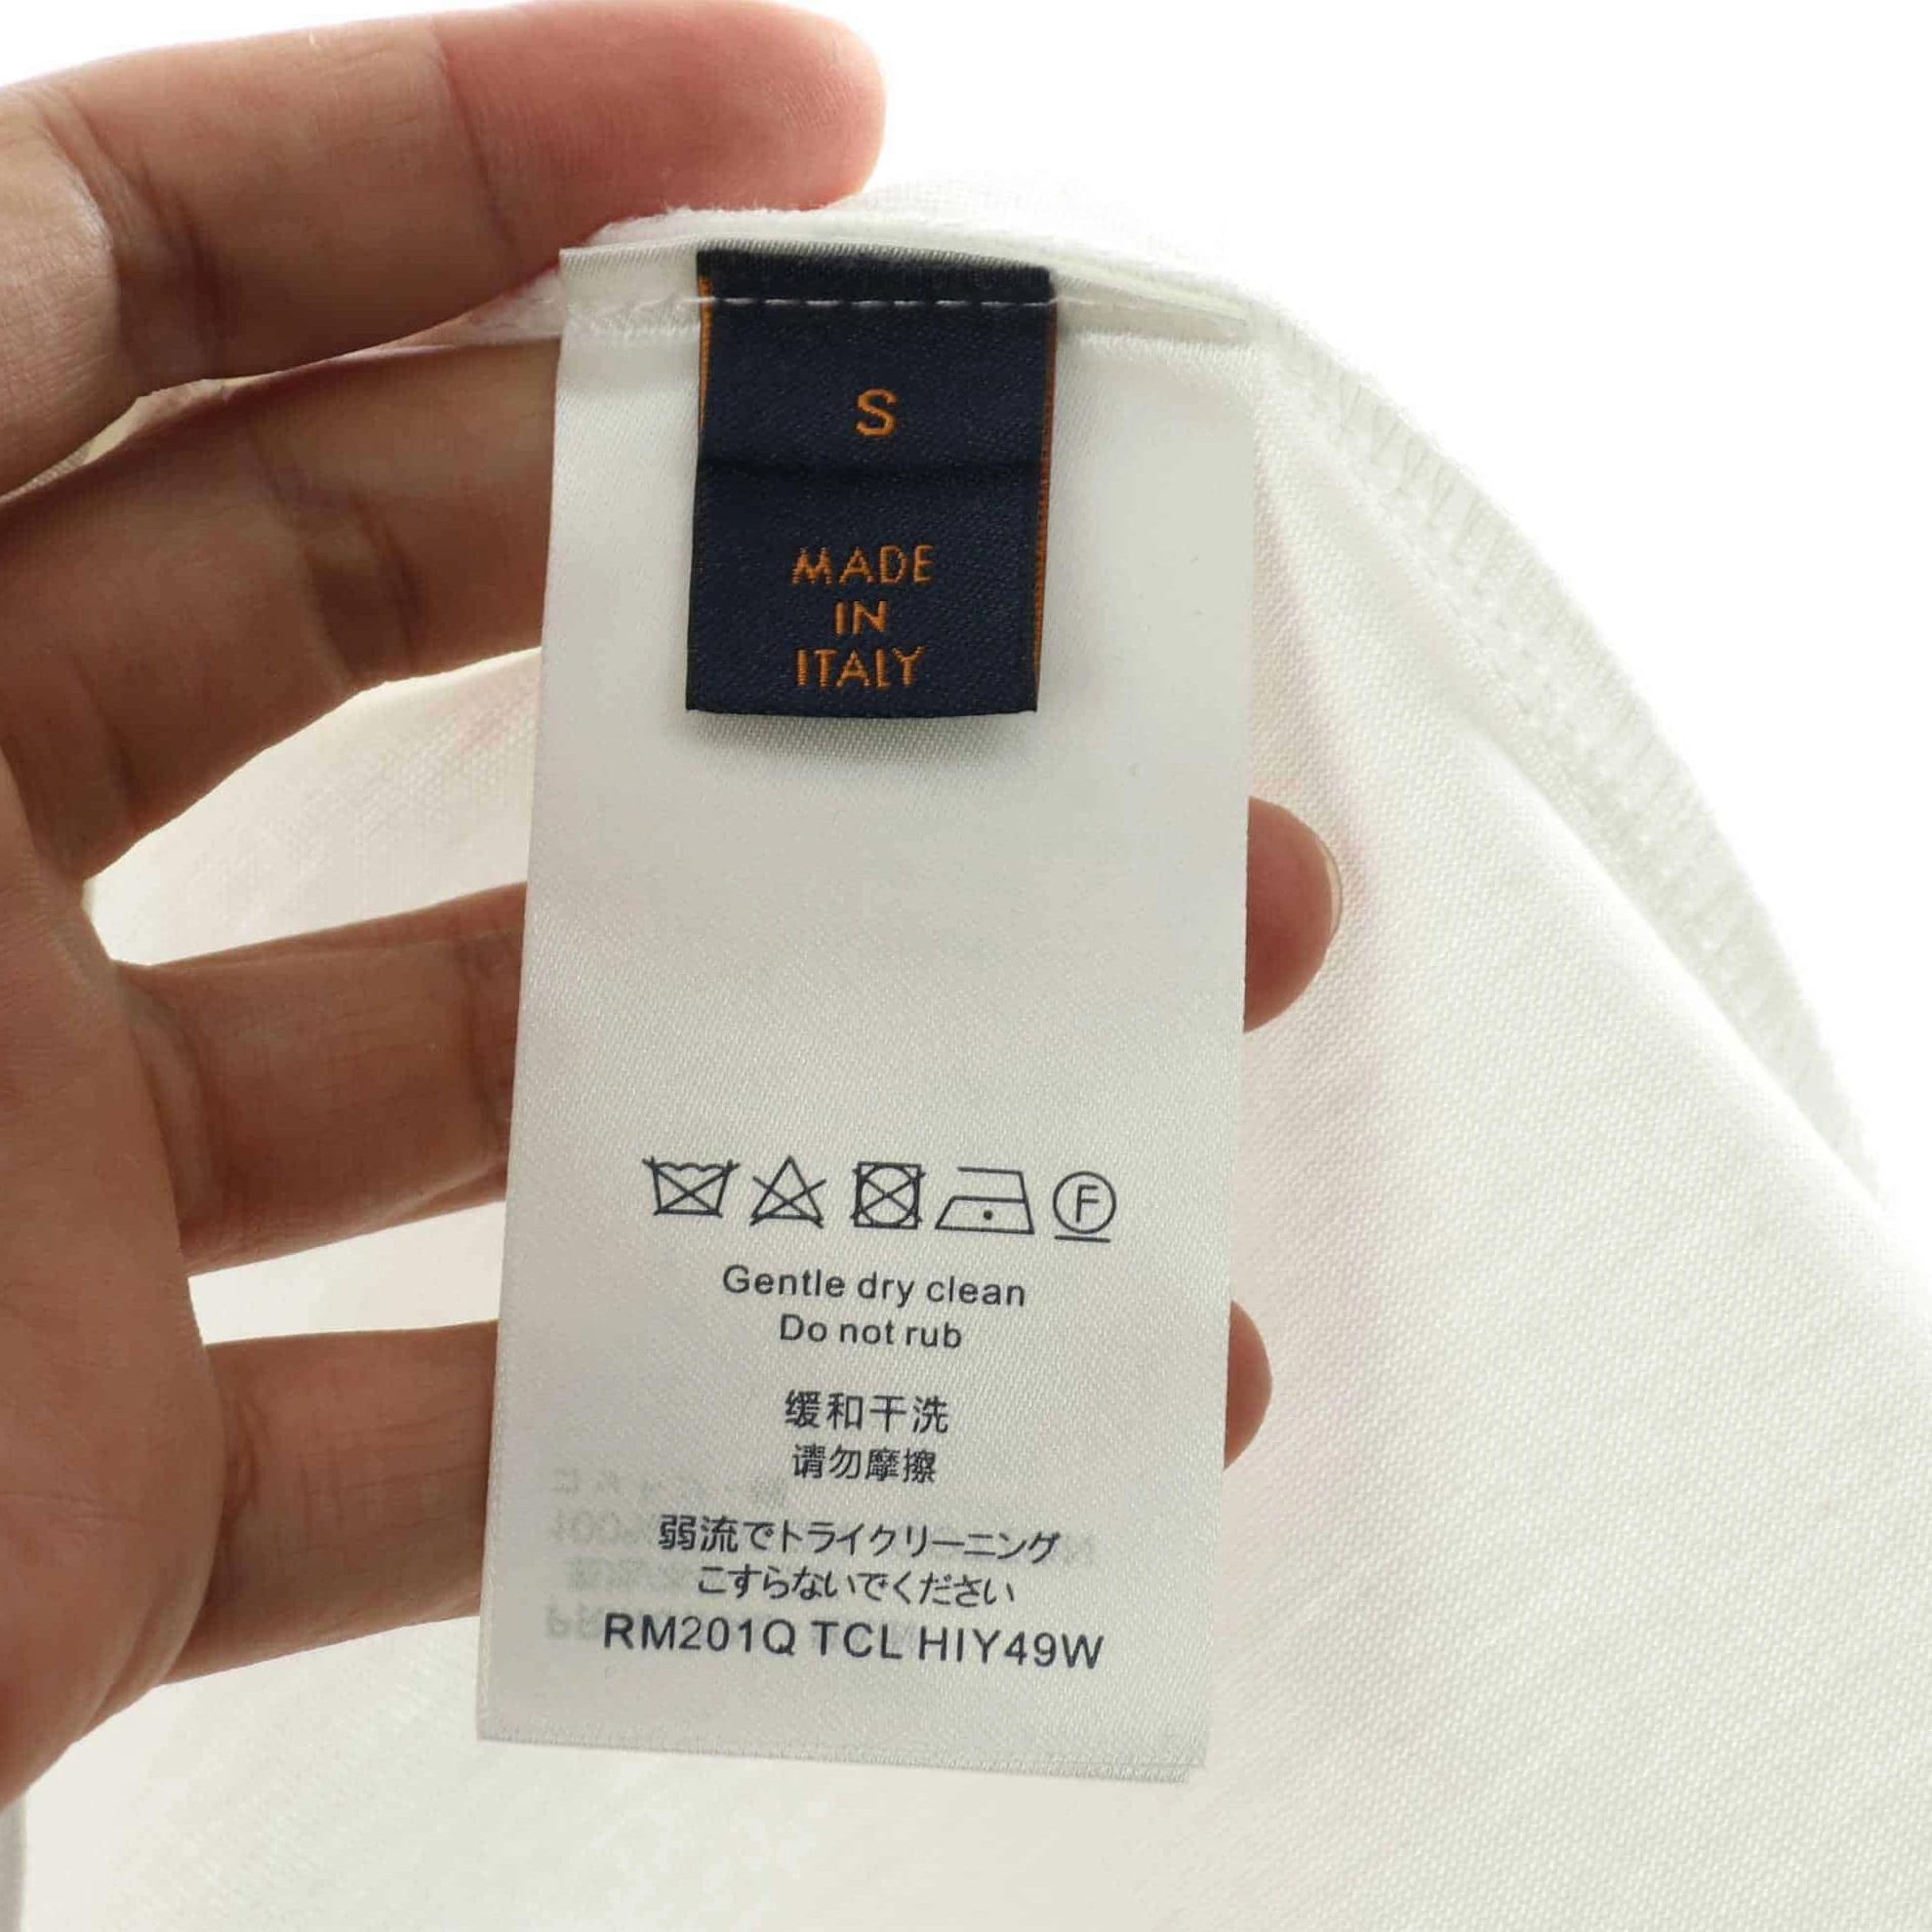 S
MADE
IN
ITALY
F
Gentle dry clean
Do not rub
缓和干洗
请勿摩擦
弱流でトライクリーニング
こすらないでください
RM201Q TCL HIY49W